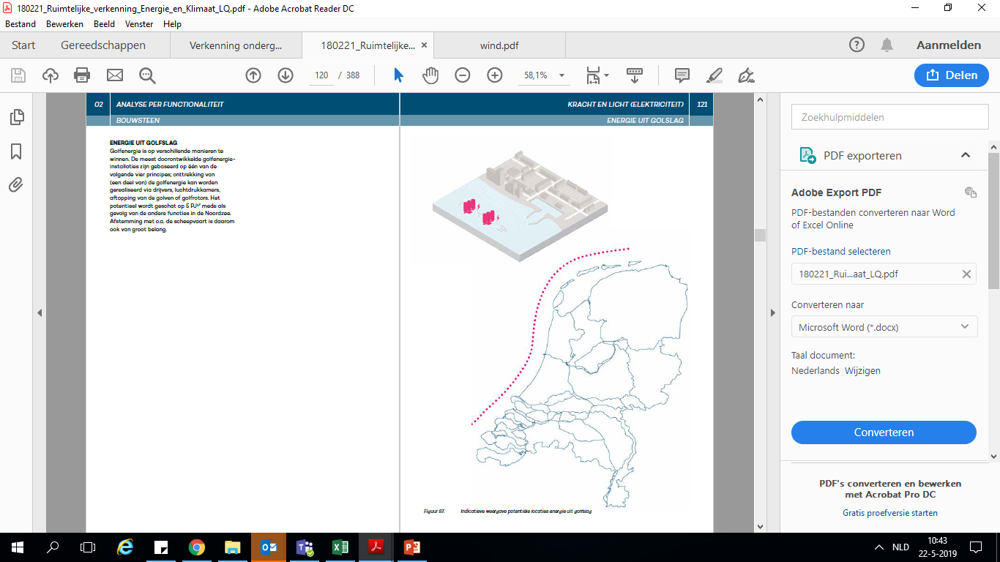 180221_Ruimtelijke_verkenning_Energie_en_Klimaat_LQ.pdf - Adobe Acrobat Reader DC
Bestand Bewerken Beeld Venster Help
Start Gereedschappen Verkenning onderg... 180221_Ruimtelijke... × wind.pdf Aanmelden
120 / 388 58,1% Delen
02 ANALYSE PER FUNCTIONALITEIT
BOUWSTEEN
KRACHT EN LICHT (ELEKTRICITEIT) 121
ENERGIE UIT GOLSLAG
ENERGIE UIT GOLFSLAG
Golfenergie is op verschillende manieren te
winnen. De meest doorontwikkelde golfenergie-
installaties zijn gebaseerd op één van de
volgende vier principes; onttrekking van
(een deel van) de golfenergie kan worden
gerealiseerd via drijvers, luchtdrukkamers,
aftopping van de golven of golfrotors. Het
potentieel wordt geschat op 5 PJ mede als
gevolg van de andere functies in de Noordzee.
Afstemming met o.a. de scheepvaart is daarom
ook van groot belang.
Figuur 87. Indicatieve weergave potentiële locaties energie uit golfslag
Zoekhulpmiddelen
PDF exporteren
Adobe Export PDF
PDF-bestanden converteren naar Word
of Excel Online
PDF-bestand selecteren
180221_Rui...aat_LQ.pdf
Converteren naar
Microsoft Word (*.docx)
Taal document:
Nederlands Wijzigen
Converteren
PDF's converteren en bewerken
met Acrobat Pro DC
Gratis proefversie starten
NLD
10:43
22-5-2019